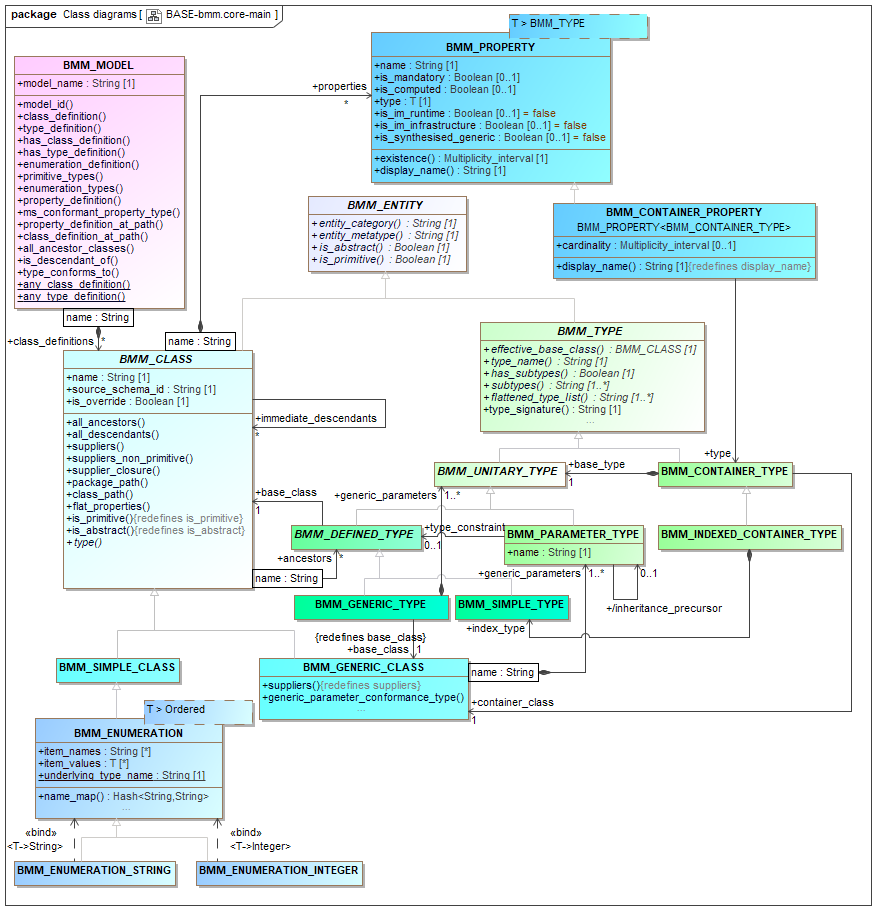 package Class diagrams [ BASE-bmm.core-main ]
T > BMM_TYPE
BMM_PROPERTY
+name : String [1]
+is_mandatory : Boolean [0..1]
+is_computed : Boolean [0..1]
+type : T [1]
+is_im_runtime : Boolean [0..1] = false
+is_im_infrastructure : Boolean [0..1] = false
+is_synthesised_generic : Boolean [0..1] = false
+existence() : Multiplicity_interval [1]
+display_name() : String [1]
BMM_MODEL
+model_name : String [1]
+model_id()
+class_definition()
+type_definition()
+has_class_definition()
+has_type_definition()
+enumeration_definition()
+primitive_types()
+enumeration_types()
+property_definition()
+ms_conformant_property_type()
+property_definition_at_path()
+class_definition_at_path()
+all_ancestor_classes()
+is_descendant_of()
+type_conforms_to()
+any_class_definition()
+any_type_definition()
name : String
+class_definitions
*
+properties
*
name : String
BMM_ENTITY
+entity_category() : String [1]
+entity_metatype() : String [1]
+is_abstract() : Boolean [1]
+is_primitive() : Boolean [1]
BMM_CONTAINER_PROPERTY
BMM_PROPERTY<BMM_CONTAINER_TYPE>
+cardinality : Multiplicity_interval [0..1]
+display_name() : String [1]{redefines display_name}
BMM_TYPE
+effective_base_class() : BMM_CLASS [1]
+type_name() : String [1]
+has_subtypes() : Boolean [1]
+subtypes() : String [1..*]
+flattened_type_list() : String [1..*]
+type_signature() : String [1]
...
BMM_CLASS
+name : String [1]
+source_schema_id : String [1]
+is_override : Boolean [1]
+all_ancestors()
+all_descendants()
+suppliers()
+suppliers_non_primitive()
+supplier_closure()
+package_path()
+class_path()
+flat_properties()
+is_primitive(){redefines is_primitive}
+is_abstract(){redefines is_abstract}
+type()
+immediate_descendants
*
+type
BMM_UNITARY_TYPE
+base_type
1
BMM_CONTAINER_TYPE
+base_class
1
+generic_parameters
1..*
BMM_DEFINED_TYPE
+type_constraint
0..1
BMM_PARAMETER_TYPE
+name : String [1]
BMM_INDEXED_CONTAINER_TYPE
+ancestors
*
name : String
+generic_parameters
1..*
0..1
+/inheritance_precursor
BMM_GENERIC_TYPE
BMM_SIMPLE_TYPE
+index_type
{redefines base_class}
+base_class
1
BMM_SIMPLE_CLASS
BMM_GENERIC_CLASS
+suppliers(){redefines suppliers}
+generic_parameter_conformance_type()
...
name : String
+container_class
1
T > Ordered
BMM_ENUMERATION
+item_names : String [*]
+item_values : T [*]
+underlying_type_name : String [1]
+name_map() : Hash<String,String>
...
«bind»
<T->String>
«bind»
<T->Integer>
BMM_ENUMERATION_STRING
BMM_ENUMERATION_INTEGER